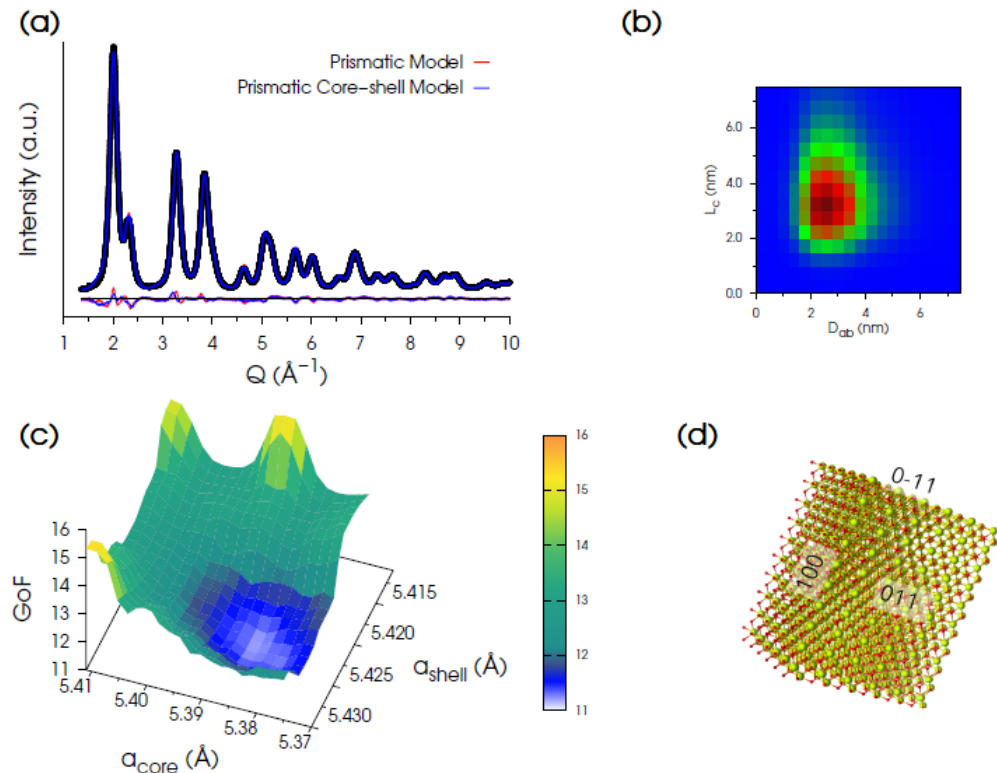 (a)
Prismatic Model
Prismatic Core-shell Model
Intensity (a.u.)
1 2 3 4 5 6 7 8 9 10
Q (Å⁻¹)
(b)
6.0
4.0
2.0
0.0
L_c (nm)
0 2 4 6
D_ab (nm)
(c)
16
15
14
13
12
11
GoF
5.41
5.40
5.39
5.38
5.37
a_core (Å)
5.415
5.420
5.425
5.430
a_shell (Å)
16
15
14
13
12
11
(d)
0-11
100
011